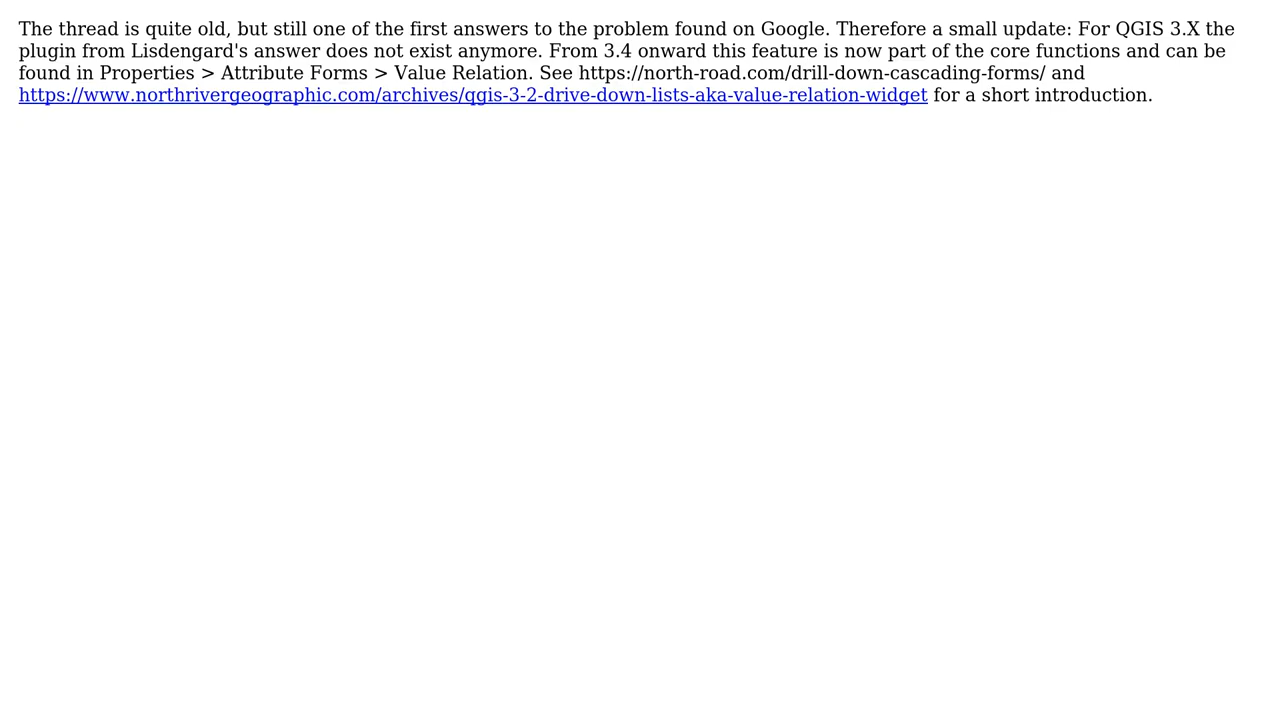 The thread is quite old, but still one of the first answers to the problem found on Google. Therefore a small update: For QGIS 3.X the
plugin from Lisdengard's answer does not exist anymore. From 3.4 onward this feature is now part of the core functions and can be
found in Properties > Attribute Forms > Value Relation. See https://north-road.com/drill-down-cascading-forms/ and
https://www.northrivergeographic.com/archives/qgis-3-2-drive-down-lists-aka-value-relation-widget for a short introduction.